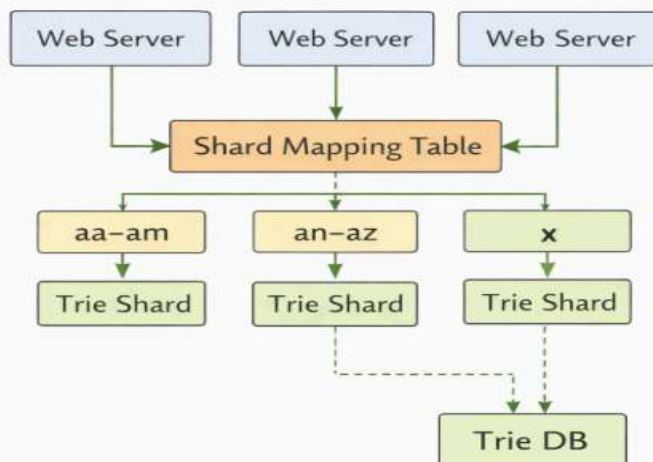 Web Server
Web Server
Web Server
Shard Mapping Table
aa–am
an–az
x
Trie Shard
Trie Shard
Trie Shard
Trie DB